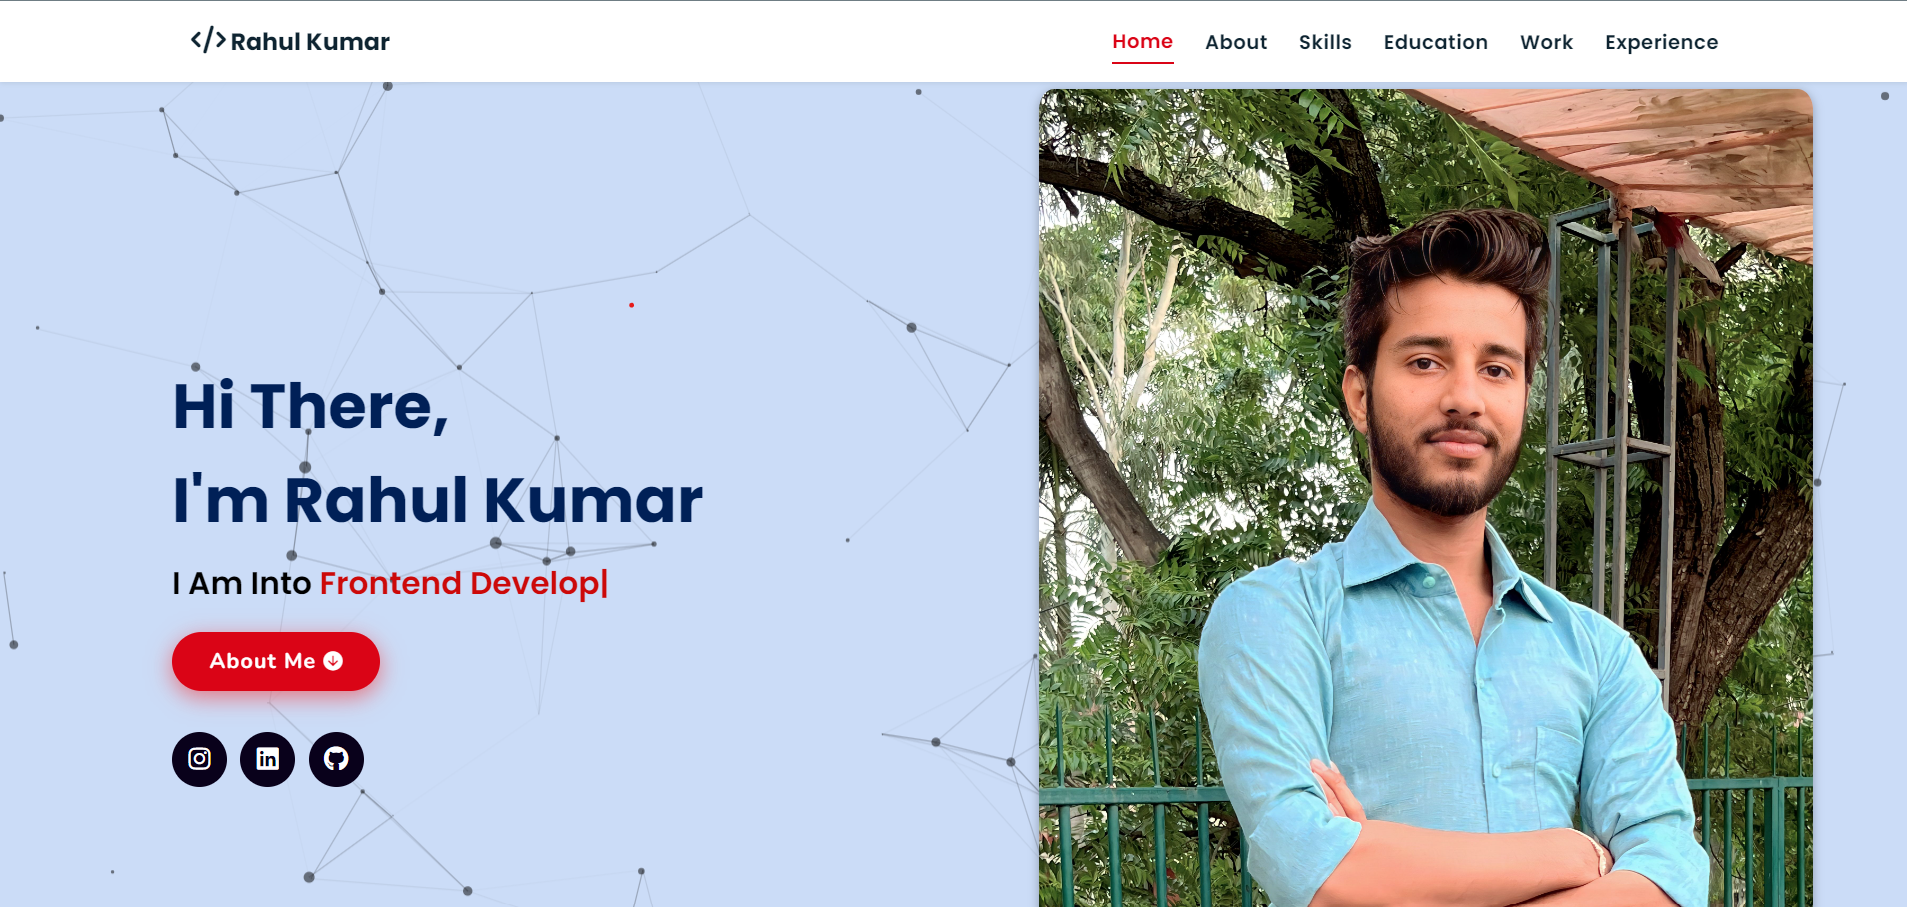 </> Rahul Kumar
Home About Skills Education Work Experience
Hi There,
I'm Rahul Kumar
I Am Into Frontend Develop|
About Me